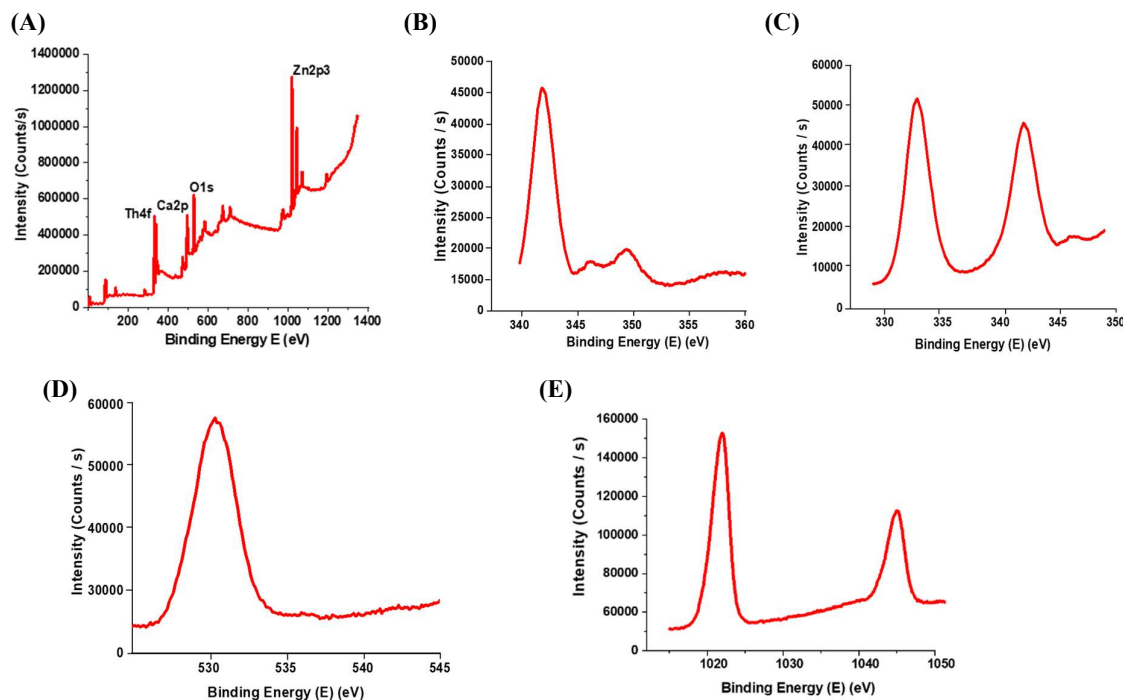 (A)
1400000
1200000
1000000
800000
600000
400000
200000
0
Intensity (Counts/s)
Th4f
Ca2p
O1s
Zn2p3
200 400 600 800 1000 1200 1400
Binding Energy E (eV)
(B)
50000
45000
40000
35000
30000
25000
20000
15000
10000
5000
0
Intensity (Counts / s)
340 345 350 355 360
Binding Energy (E) (eV)
(C)
60000
50000
40000
30000
20000
10000
0
Intensity (Counts / s)
330 335 340 345 350
Binding Energy (E) (eV)
(D)
60000
50000
40000
30000
0
Intensity (Counts / s)
530 535 540 545
Binding Energy (E) (eV)
(E)
160000
140000
120000
100000
80000
60000
40000
20000
0
Intensity (Counts / s)
1020 1030 1040 1050
Binding Energy (E) (eV)